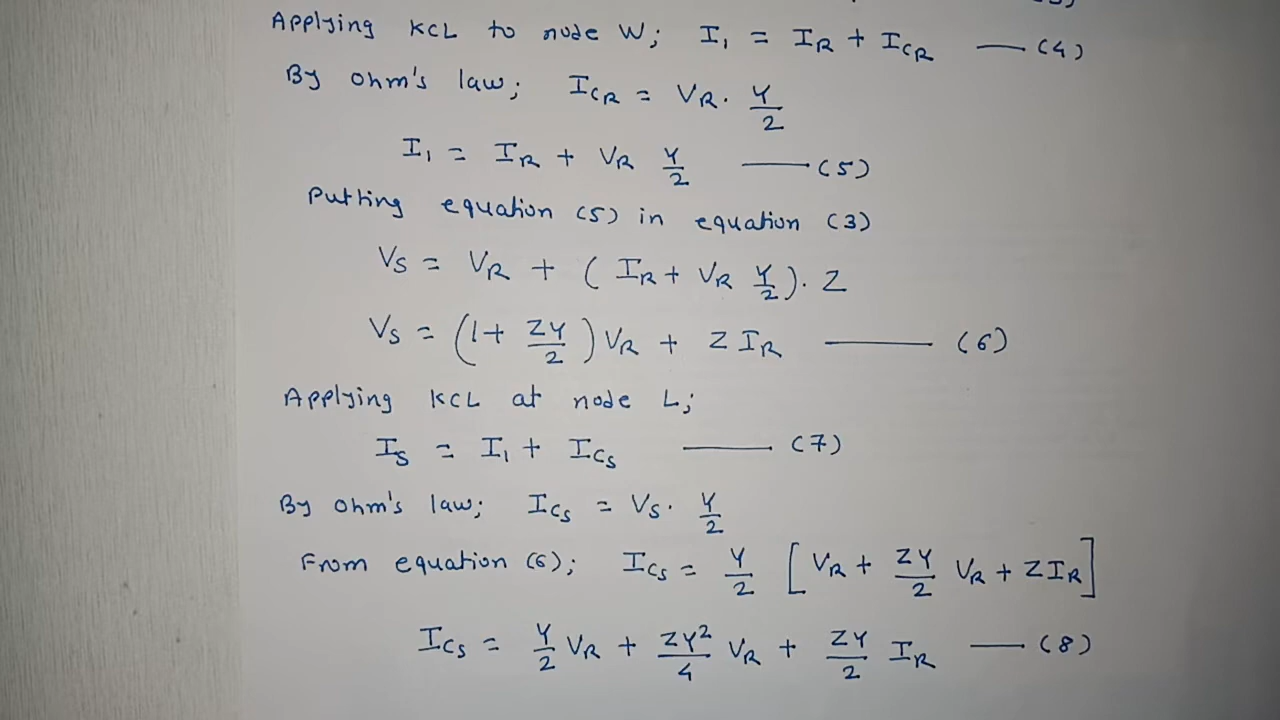 Applying KCL to node W; I₁ = I_R + I_CR — (4)
By ohm's law; I_CR = V_R . Y/2
I₁ = I_R + V_R Y/2 — (5)
Putting equation (5) in equation (3)
V_S = V_R + ( I_R + V_R Y/2 ). Z
V_S = (1 + ZY/2 ) V_R + Z I_R — (6)
Applying KCL at node L;
I_S = I₁ + I_CS — (7)
By ohm's law; I_CS = V_S . Y/2
From equation (6); I_CS = Y/2 [ V_R + ZY/2 V_R + Z I_R ]
I_CS = Y/2 V_R + ZY²/4 V_R + ZY/2 I_R — (8)